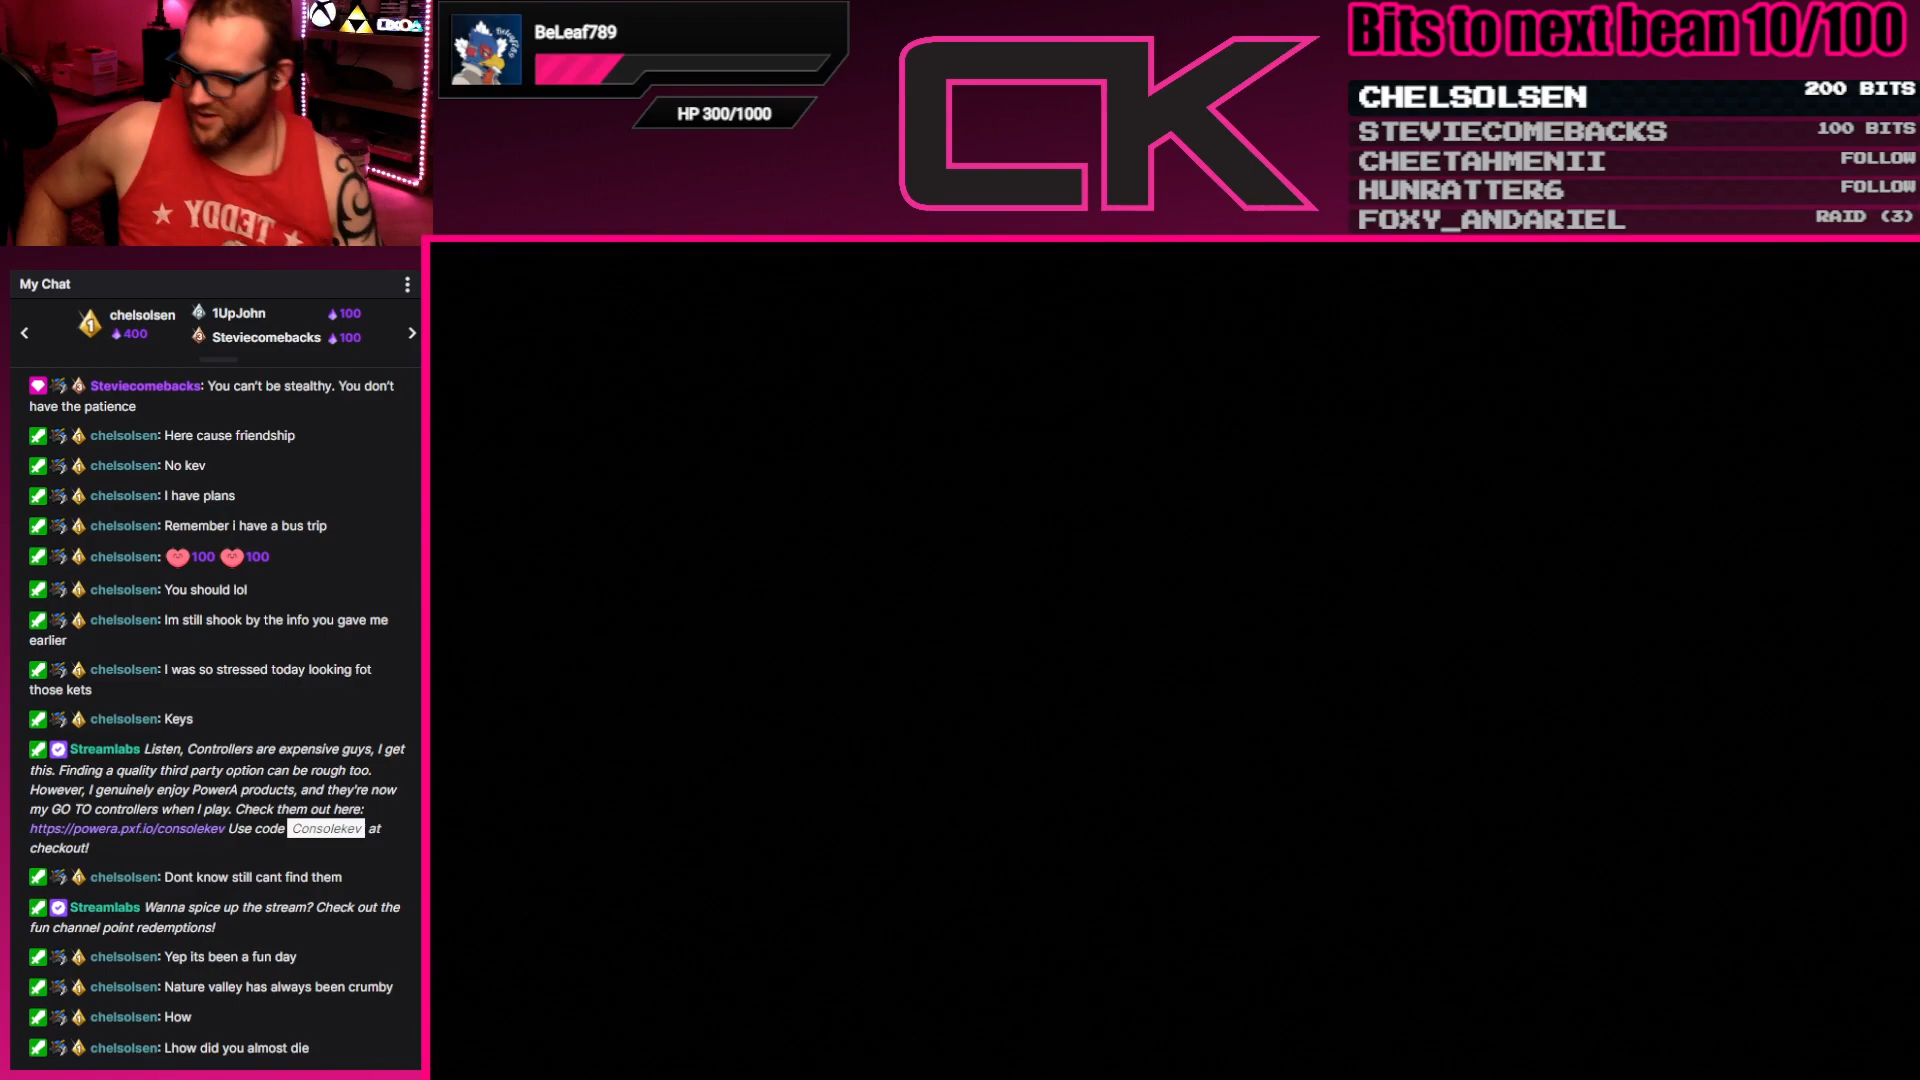 BeLeaf789
HP 300/1000
CK
Bits to next bean 10/100
CHELSOLSEN 200 BITS
STEVIECOMEBACKS 100 BITS
CHEETAHMENII FOLLOW
HUNRATTER6 FOLLOW
FOXY_ANDARIEL RAID (3)
TEDDY
My Chat
1 chelsolsen 400
2 1UpJohn 100
3 Steviecomebacks 100
Steviecomebacks: You can't be stealthy. You don't
have the patience
chelsolsen: Here cause friendship
chelsolsen: No kev
chelsolsen: I have plans
chelsolsen: Remember i have a bus trip
chelsolsen: 100 100
chelsolsen: You should lol
chelsolsen: Im still shook by the info you gave me
earlier
chelsolsen: I was so stressed today looking fot
those kets
chelsolsen: Keys
Streamlabs Listen, Controllers are expensive guys, I get
this. Finding a quality third party option can be rough too.
However, I genuinely enjoy PowerA products, and they're now
my GO TO controllers when I play. Check them out here:
https://powera.pxf.io/consolekev Use code Consolekev at
checkout!
chelsolsen: Dont know still cant find them
Streamlabs Wanna spice up the stream? Check out the
fun channel point redemptions!
chelsolsen: Yep its been a fun day
chelsolsen: Nature valley has always been crumby
chelsolsen: How
chelsolsen: Lhow did you almost die